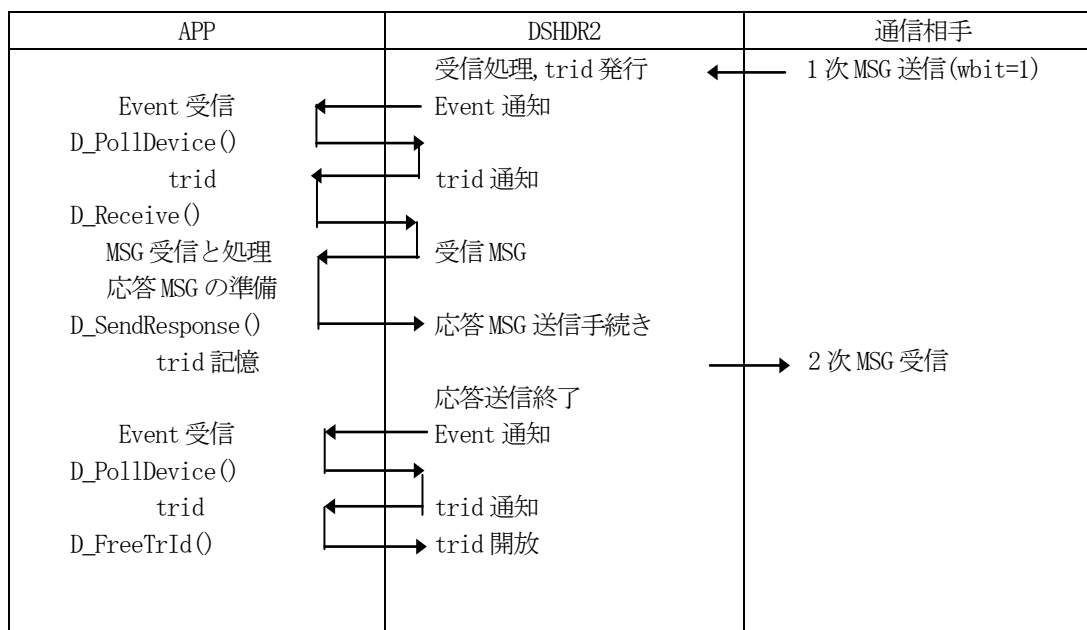 APP DSHDR2 通信相手
受信処理,trid 発行 1次 MSG 送信(wbit=1)
Event 受信 Event 通知
D_PollDevice()
trid trid 通知
D_Receive()
MSG 受信と処理 受信 MSG
応答 MSG の準備
D_SendResponse() 応答 MSG 送信手続き
trid 記憶 2次 MSG 受信
応答送信終了
Event 受信 Event 通知
D_PollDevice()
trid trid 通知
D_FreeTrId() trid 開放